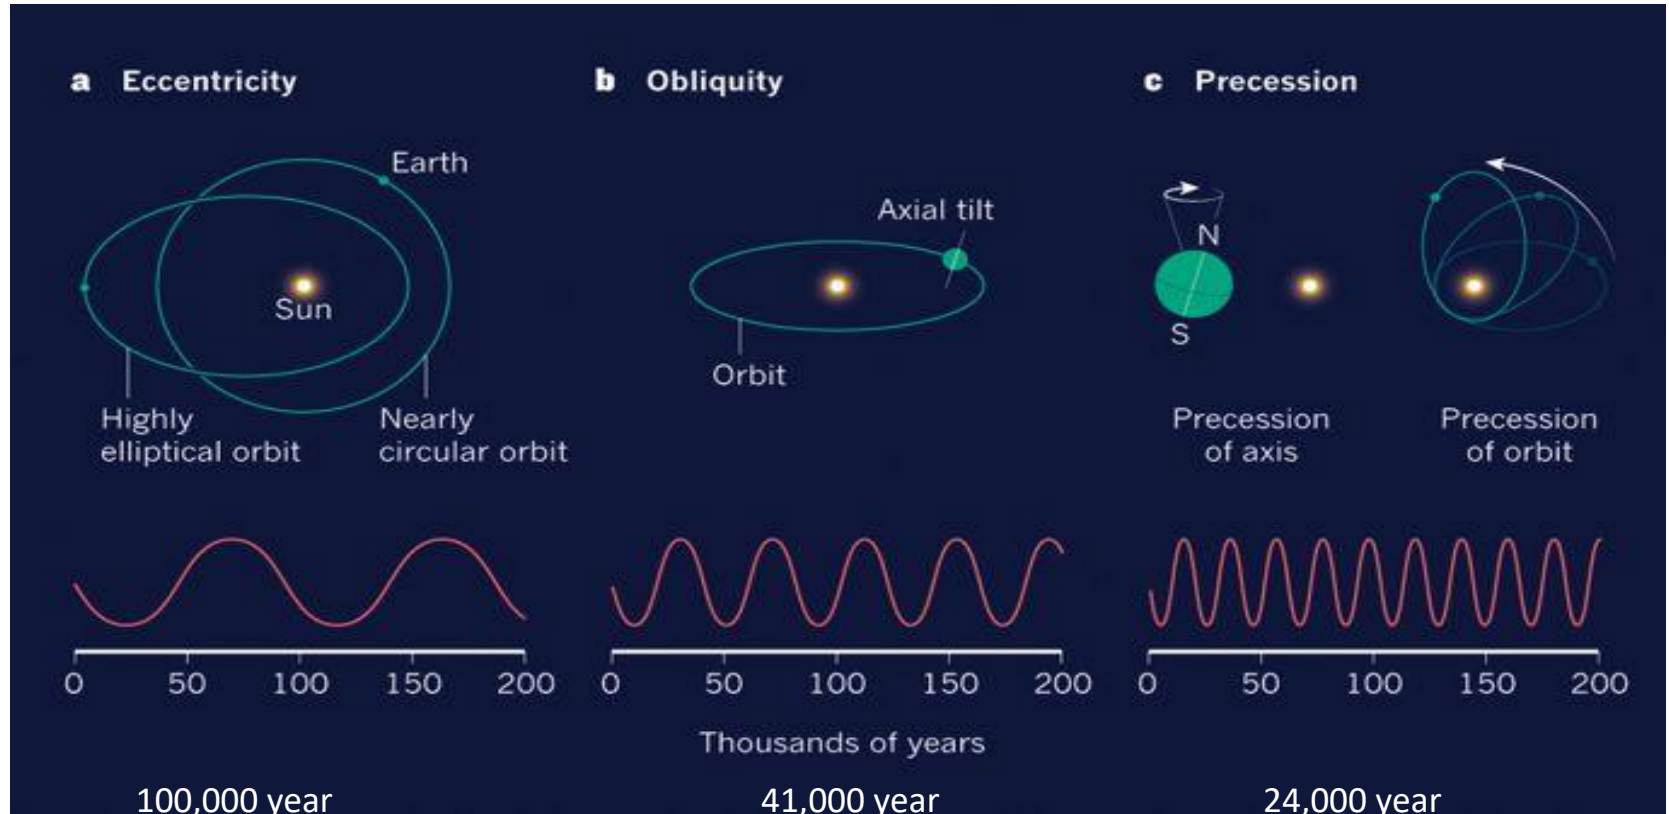 a Eccentricity
Earth
Sun
Highly
elliptical orbit
Nearly
circular orbit
0 50 100 150 200
b Obliquity
Axial tilt
Orbit
0 50 100 150 200
c Precession
N
S
Precession
of axis
Precession
of orbit
0 50 100 150 200
Thousands of years
100,000 year
41,000 year
24,000 year